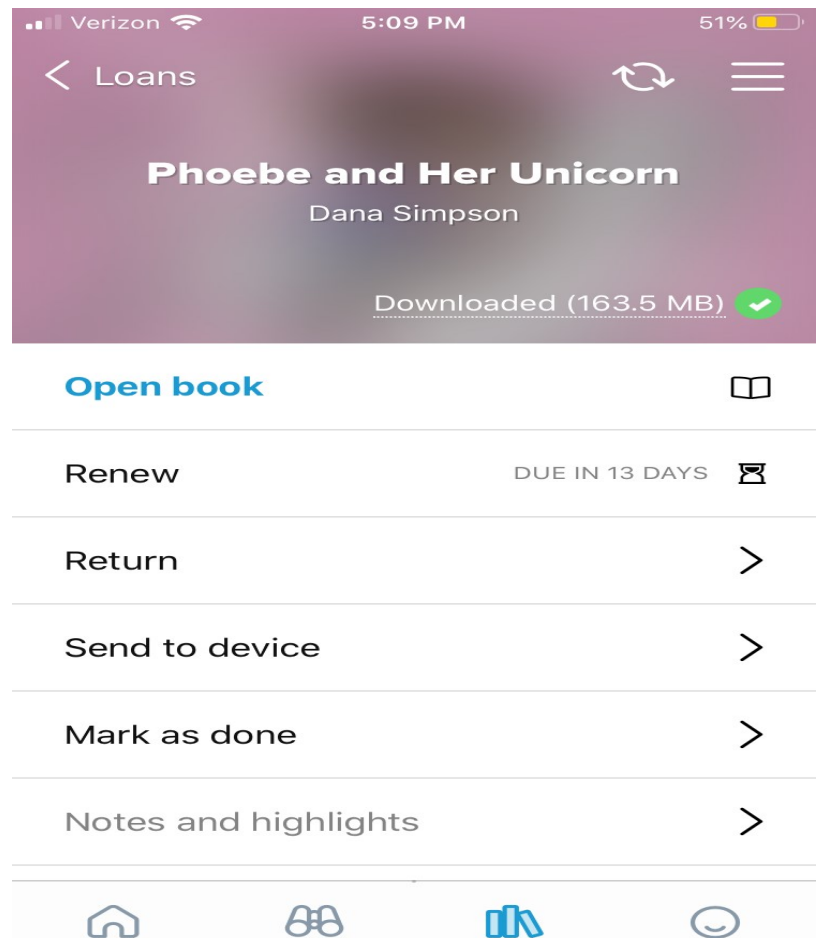 Verizon 5:09 PM 51%
Loans
Phoebe and Her Unicorn
Dana Simpson
Downloaded (163.5 MB)
Open book
Renew DUE IN 13 DAYS
Return
Send to device
Mark as done
Notes and highlights